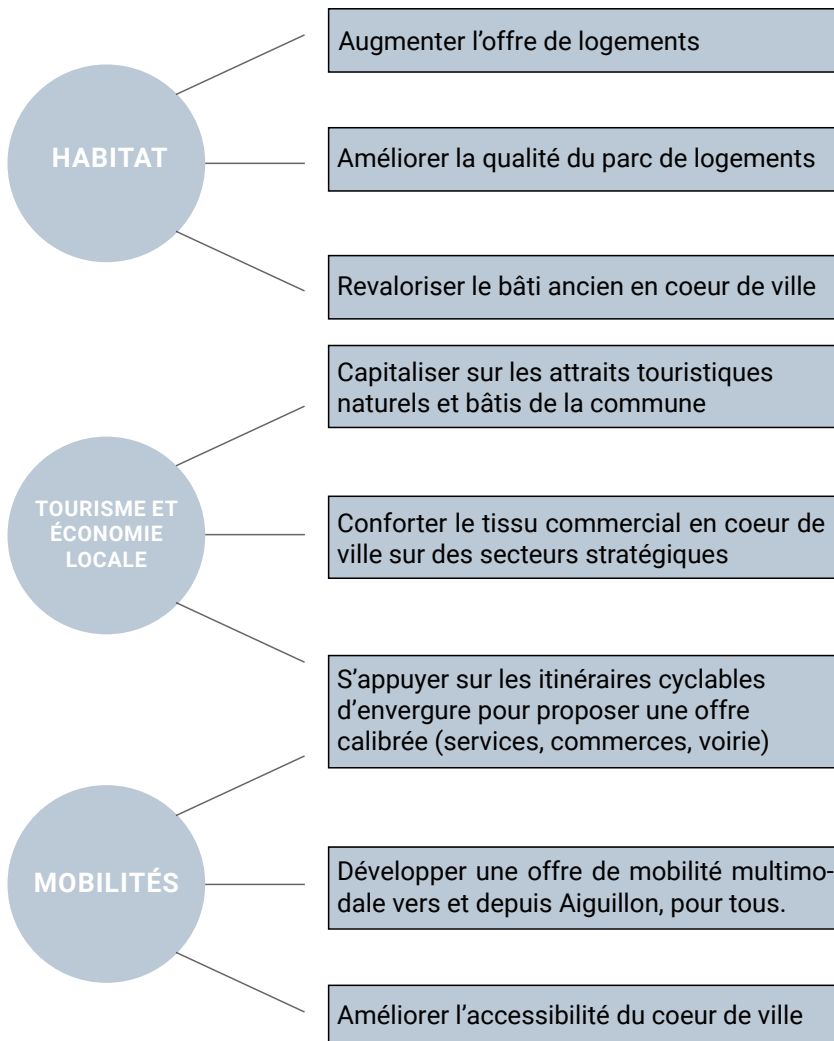 HABITAT
Augmenter l'offre de logements
Améliorer la qualité du parc de logements
Revaloriser le bâti ancien en coeur de ville
TOURISME ET
ÉCONOMIE
LOCALE
Capitaliser sur les attraits touristiques
naturels et bâtis de la commune
Conforter le tissu commercial en coeur de
ville sur des secteurs stratégiques
S'appuyer sur les itinéraires cyclables
d'envergure pour proposer une offre
calibrée (services, commerces, voirie)
MOBILITÉS
Développer une offre de mobilité multimo-
dale vers et depuis Aiguillon, pour tous.
Améliorer l'accessibilité du coeur de ville